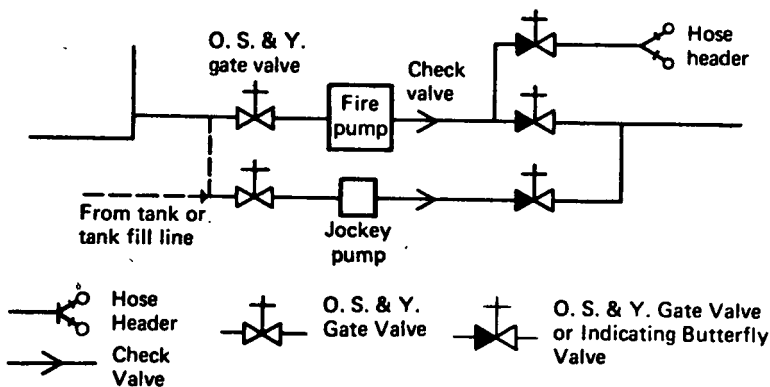 O. S. & Y.
gate valve
Fire
pump
Check
valve
Hose
header
From tank or
tank fill line
Jockey
pump
Hose
Header
Check
Valve
O. S. & Y.
Gate Valve
O. S. & Y. Gate Valve
or Indicating Butterfly
Valve